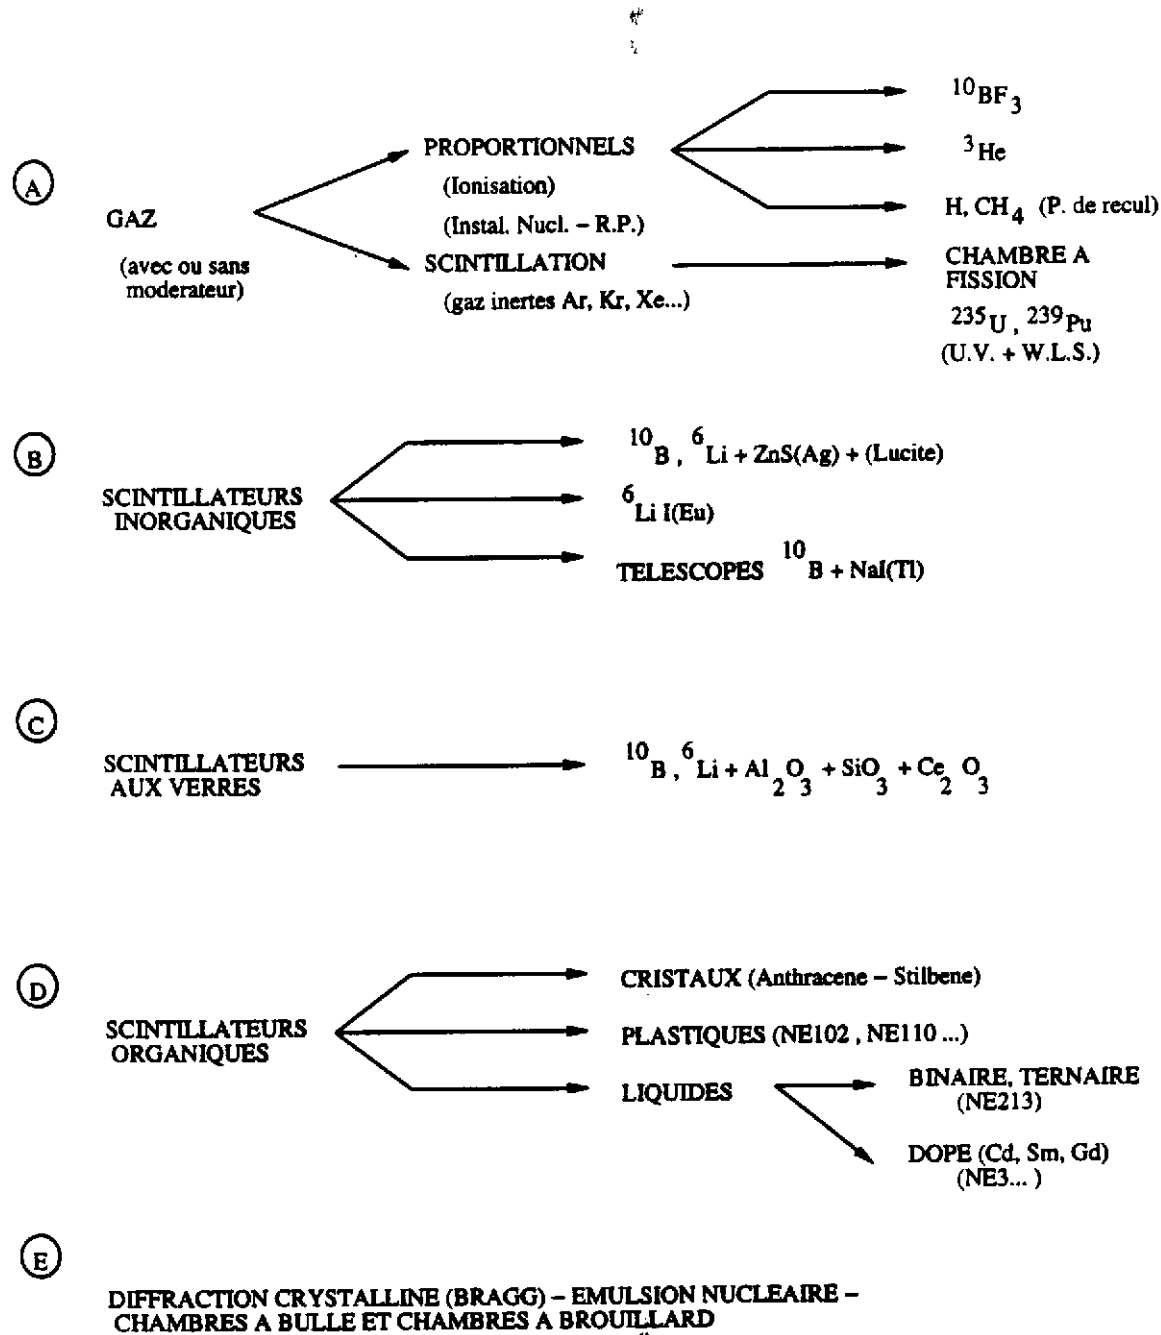 A
GAZ
(avec ou sans
moderateur)
PROPORTIONNELS
(Ionisation)
(Instal. Nucl. – R.P.)
SCINTILLATION
(gaz inertes Ar, Kr, Xe...)
¹⁰BF₃
³He
H, CH₄ (P. de recul)
CHAMBRE A
FISSION
²³⁵U, ²³⁹Pu
(U.V. + W.L.S.)
B
SCINTILLATEURS
INORGANIQUES
¹⁰B, ⁶Li + ZnS(Ag) + (Lucite)
⁶Li I(Eu)
TELESCOPES ¹⁰B + NaI(Tl)
C
SCINTILLATEURS
AUX VERRES
¹⁰B, ⁶Li + Al₂O₃ + SiO₃ + Ce₂O₃
D
SCINTILLATEURS
ORGANIQUES
CRISTAUX (Anthracene – Stilbene)
PLASTIQUES (NE102 , NE110 ...)
LIQUIDES
BINAIRE, TERNAIRE
(NE213)
DOPE (Cd, Sm, Gd)
(NE3... )
E
DIFFRACTION CRYSTALLINE (BRAGG) – EMULSION NUCLEAIRE –
CHAMBRES A BULLE ET CHAMBRES A BROUILLARD